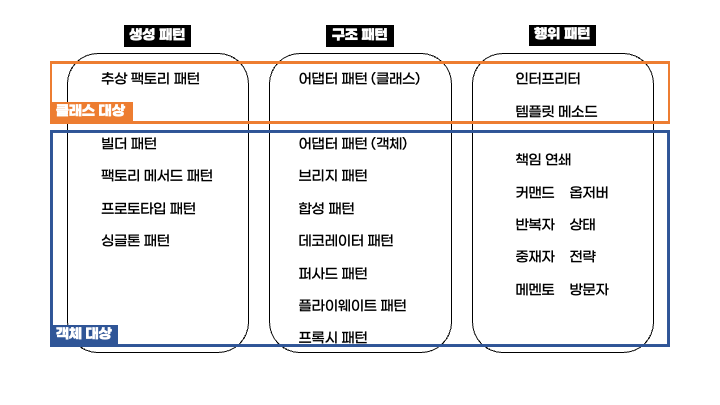 생성 패턴
구조 패턴
행위 패턴
추상 팩토리 패턴
어댑터 패턴 (클래스)
인터프리터
템플릿 메소드
클래스 대상
빌더 패턴
팩토리 메서드 패턴
프로토타입 패턴
싱글톤 패턴
어댑터 패턴 (객체)
브리지 패턴
합성 패턴
데코레이터 패턴
퍼사드 패턴
플라이웨이트 패턴
프록시 패턴
책임 연쇄
커맨드 옵저버
반복자 상태
중재자 전략
메멘토 방문자
객체 대상